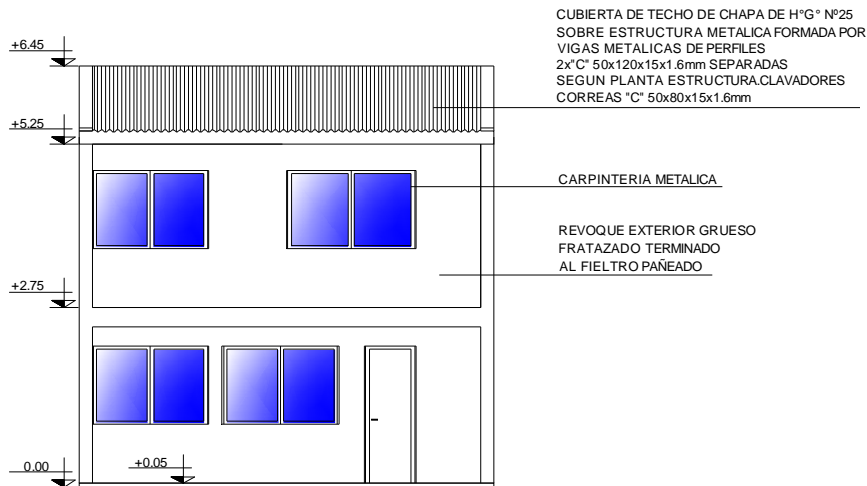 CUBIERTA DE TECHO DE CHAPA DE HºGº Nº25
SOBRE ESTRUCTURA METALICA FORMADA POR
VIGAS METALICAS DE PERFILES
2x"C" 50x120x15x1.6mm SEPARADAS
SEGUN PLANTA ESTRUCTURA.CLAVADORES
CORREAS "C" 50x80x15x1.6mm
+6.45
+5.25
CARPINTERIA METALICA
REVOQUE EXTERIOR GRUESO
FRATAZADO TERMINADO
AL FIELTRO PAÑEADO
+2.75
0.00
+0.05